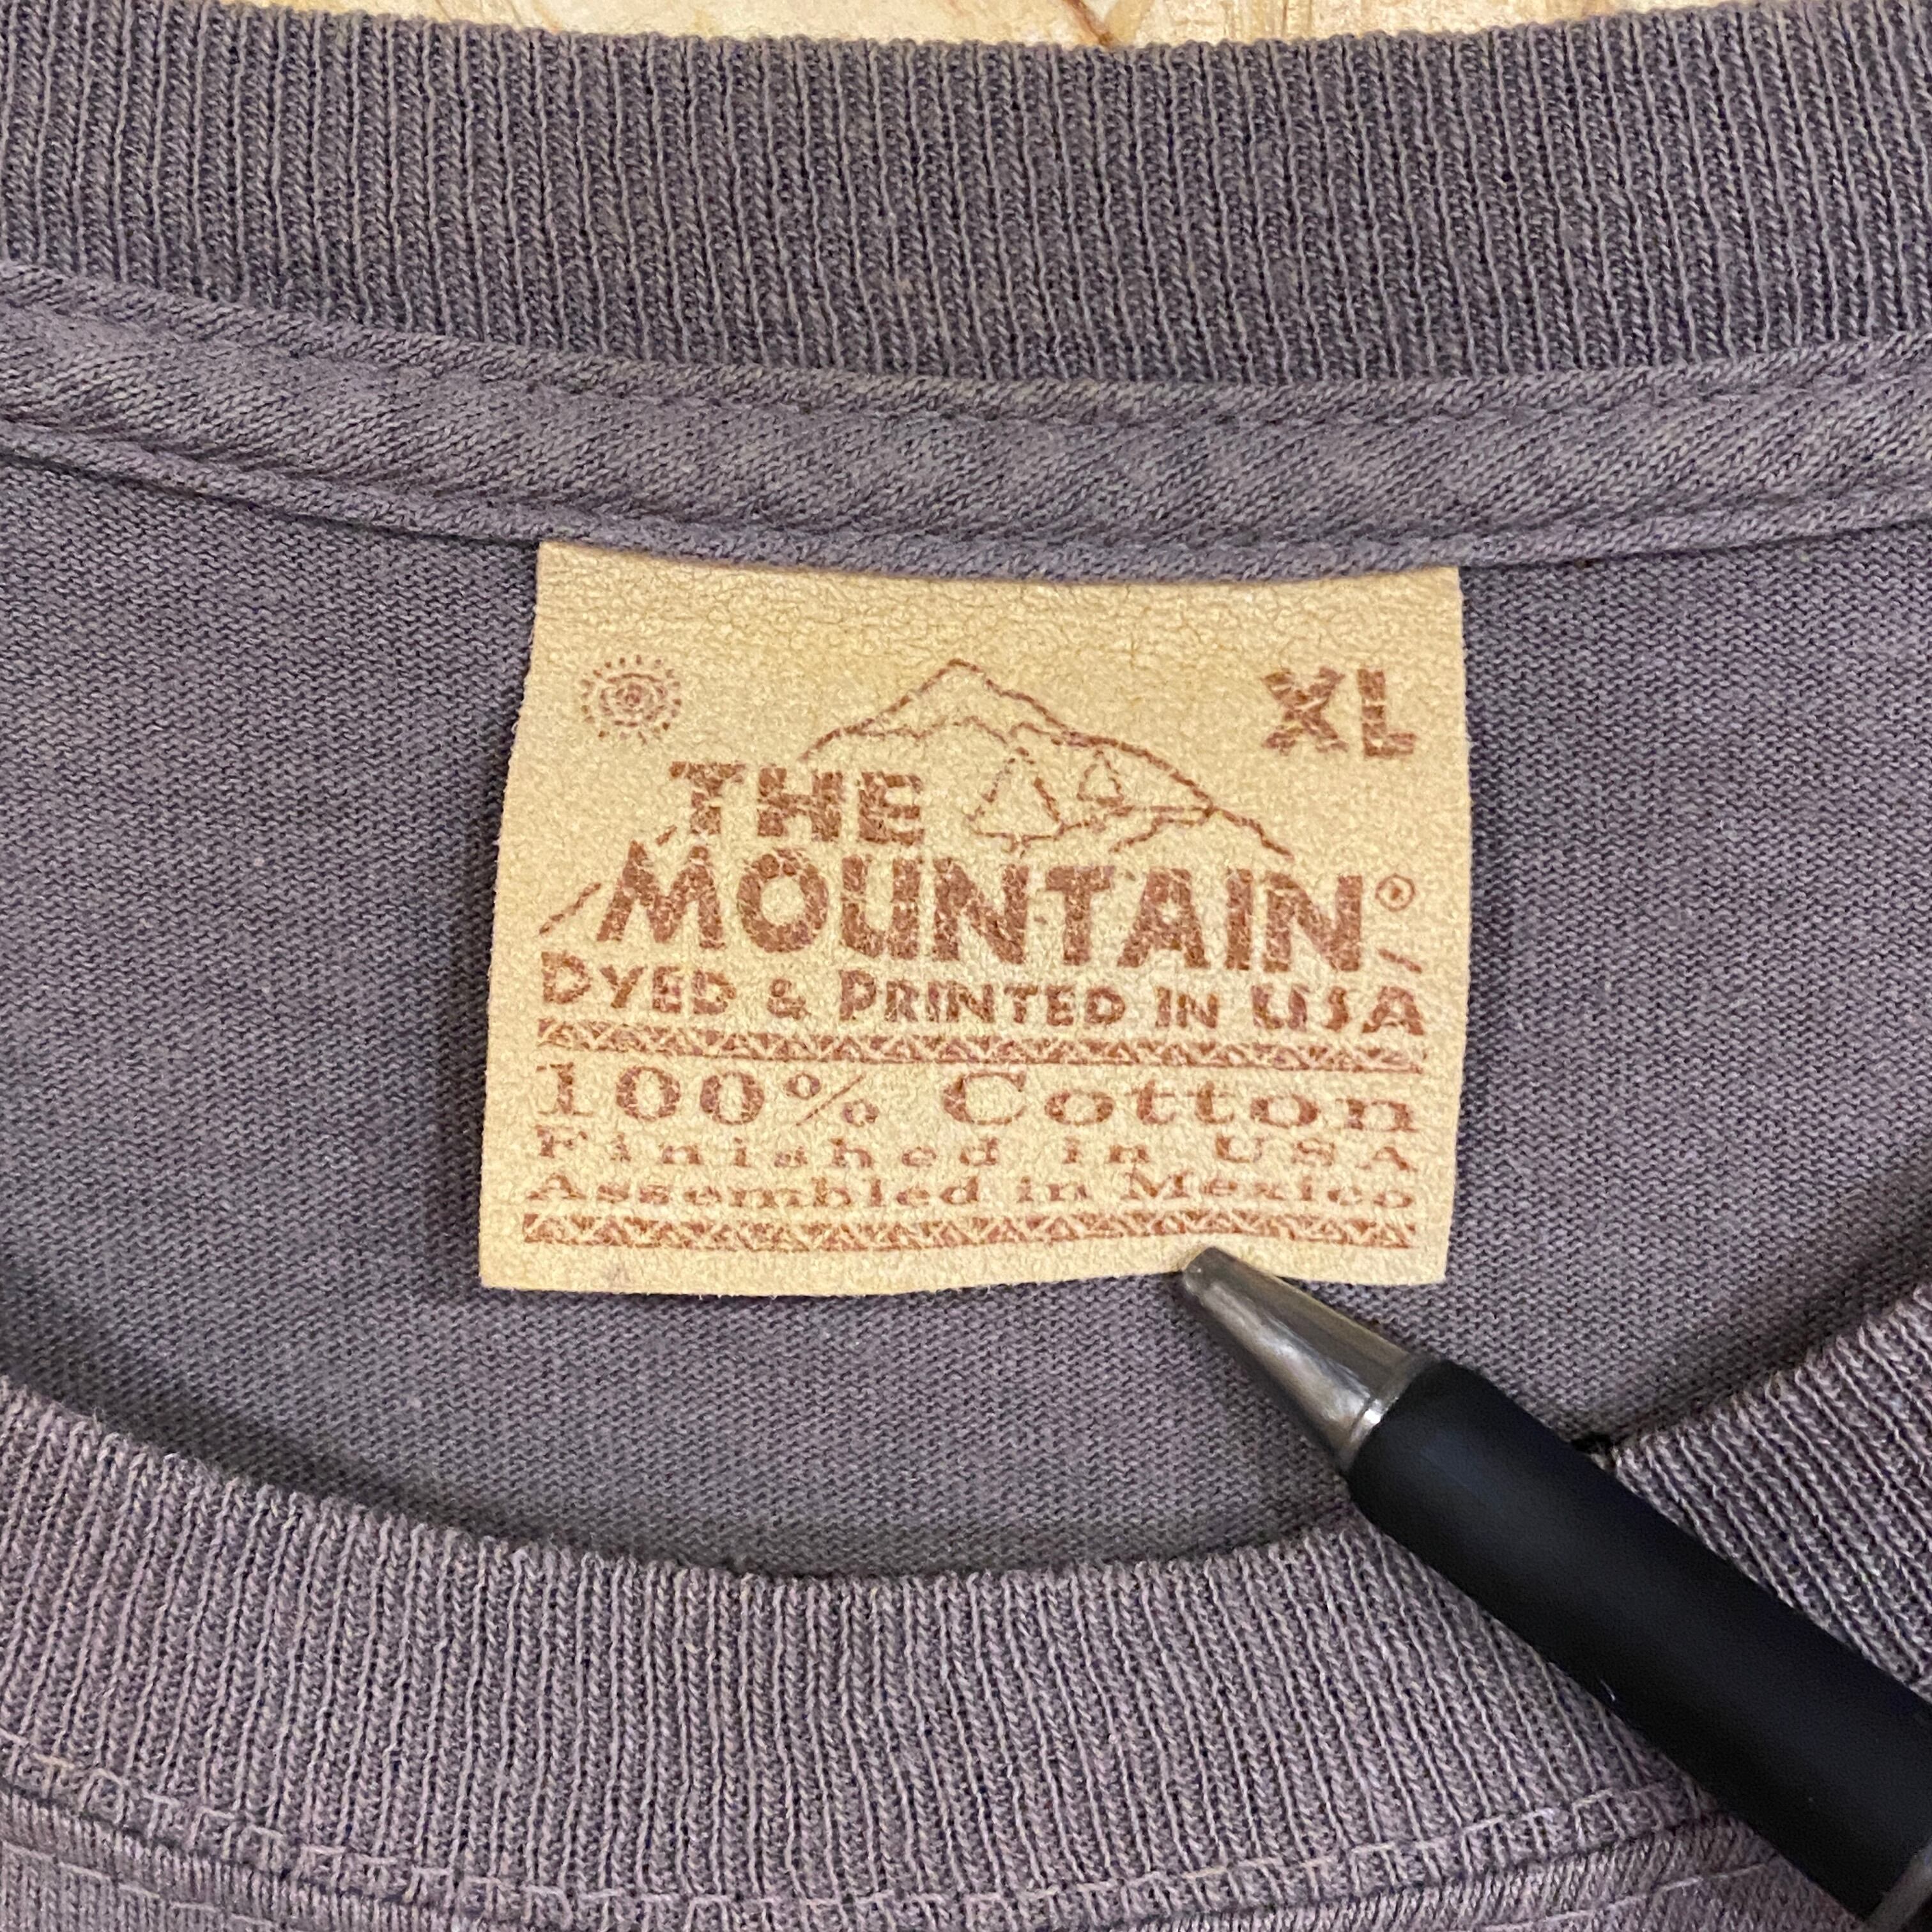 XL
THE
MOUNTAIN®
DYED & PRINTED IN USA
100% Cotton
Finished in USA
Assembled in Mexico